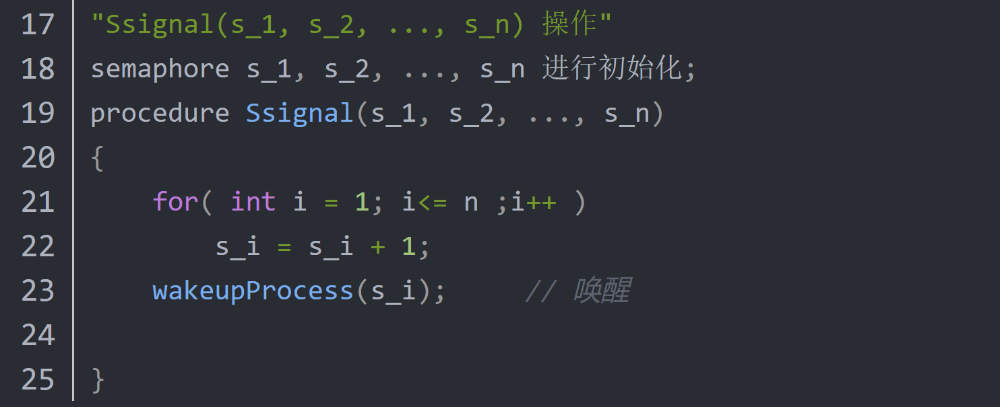 17 "Ssignal(s_1, s_2, ..., s_n) 操作"
18 semaphore s_1, s_2, ..., s_n 进行初始化;
19 procedure Ssignal(s_1, s_2, ..., s_n)
20 {
21     for( int i = 1; i<= n ;i++ )
22         s_i = s_i + 1;
23     wakeupProcess(s_i);     // 唤醒
24
25 }